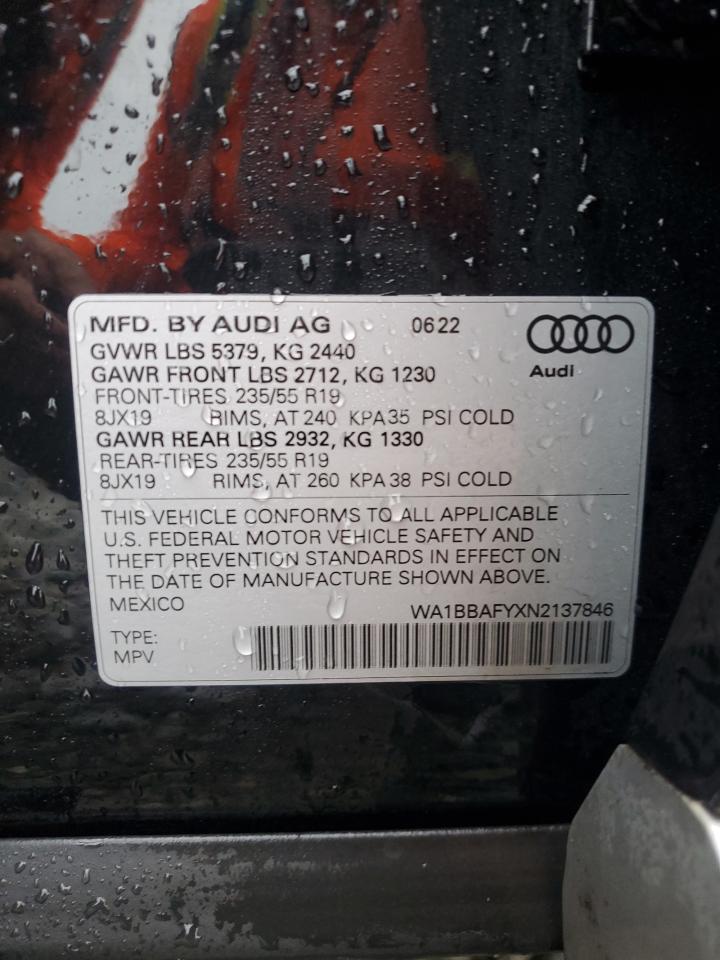 MFD. BY AUDI AG 0622
GVWR LBS 5379, KG 2440
Audi
GAWR FRONT LBS 2712, KG 1230
FRONT-TIRES 235/55 R19
8JX19 RIMS, AT 240 KPA 35 PSI COLD
GAWR REAR LBS 2932, KG 1330
REAR-TIRES 235/55 R19
8JX19 RIMS, AT 260 KPA 38 PSI COLD
THIS VEHICLE CONFORMS TO ALL APPLICABLE
U.S. FEDERAL MOTOR VEHICLE SAFETY AND
THEFT PREVENTION STANDARDS IN EFFECT ON
THE DATE OF MANUFACTURE SHOWN ABOVE.
MEXICO
WA1BBAFYXN2137846
TYPE:
MPV